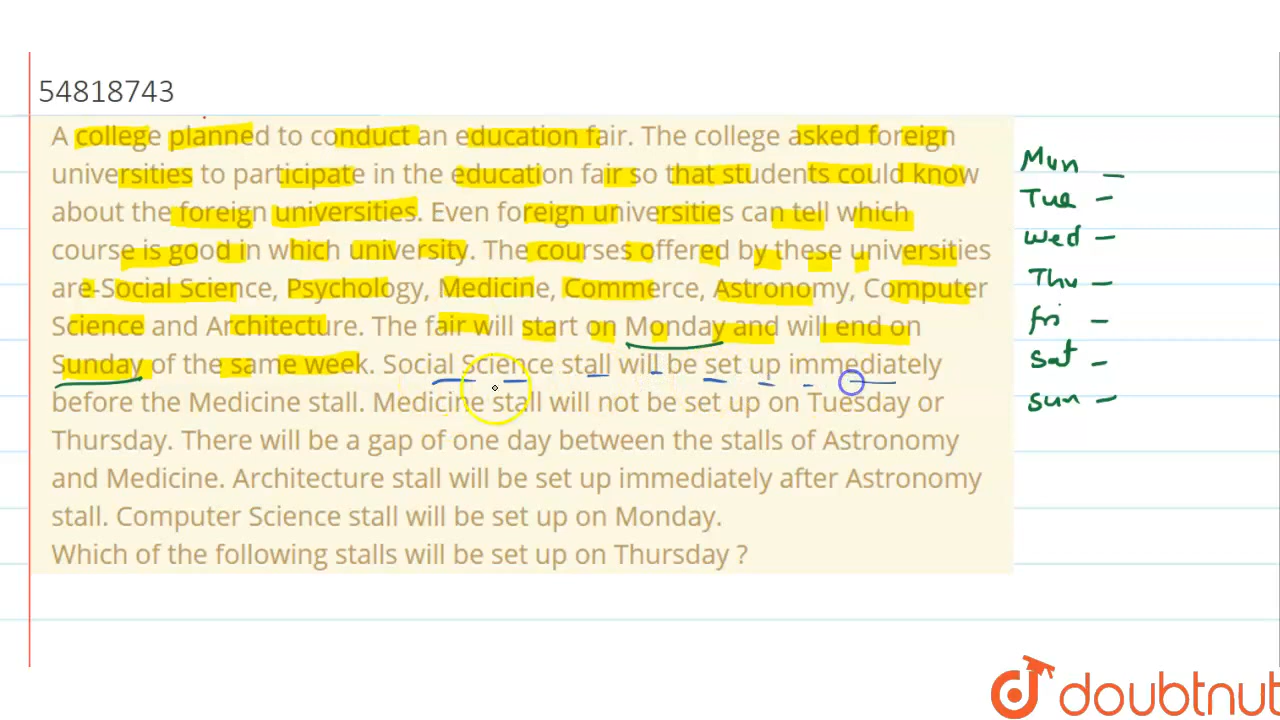 54818743
A college planned to conduct an education fair. The college asked foreign
universities to participate in the education fair so that students could know
about the foreign universities. Even foreign universities can tell which
course is good in which university. The courses offered by these universities
are-Social Science, Psychology, Medicine, Commerce, Astronomy, Computer
Science and Architecture. The fair will start on Monday and will end on
Sunday of the same week. Social Science stall will be set up immediately
before the Medicine stall. Medicine stall will not be set up on Tuesday or
Thursday. There will be a gap of one day between the stalls of Astronomy
and Medicine. Architecture stall will be set up immediately after Astronomy
stall. Computer Science stall will be set up on Monday.
Which of the following stalls will be set up on Thursday ?
Mun -
Tue -
Wed -
Thu -
fri -
Sat -
Sun -
doubtnut